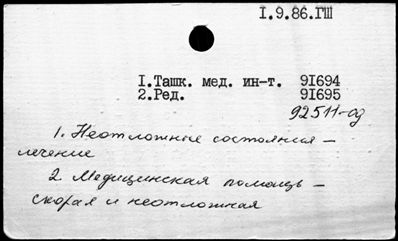 I.9.86.ГШ
I.Ташк. мед. ин-т. 9I694
2.Ред. 9I695
92511-од
1. Неотложные состояния –
лечение
2. Медицинская помощь –
скорая и неотложная